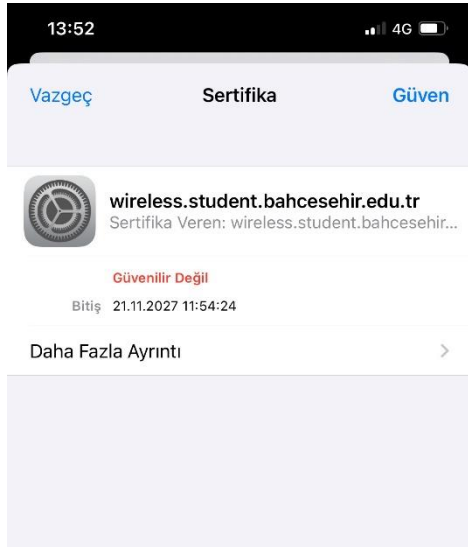 13:52 4G
Vazgeç Sertifika Güven
wireless.student.bahcesehir.edu.tr
Sertifika Veren: wireless.student.bahcesehir...
Güvenilir Değil
Bitiş 21.11.2027 11:54:24
Daha Fazla Ayrıntı